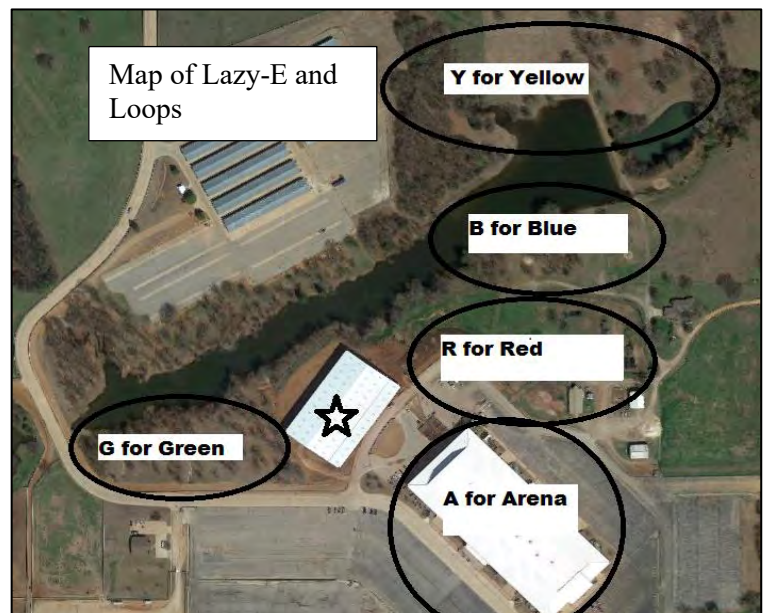 Map of Lazy-E and
Loops
Y for Yellow
B for Blue
R for Red
G for Green
A for Arena